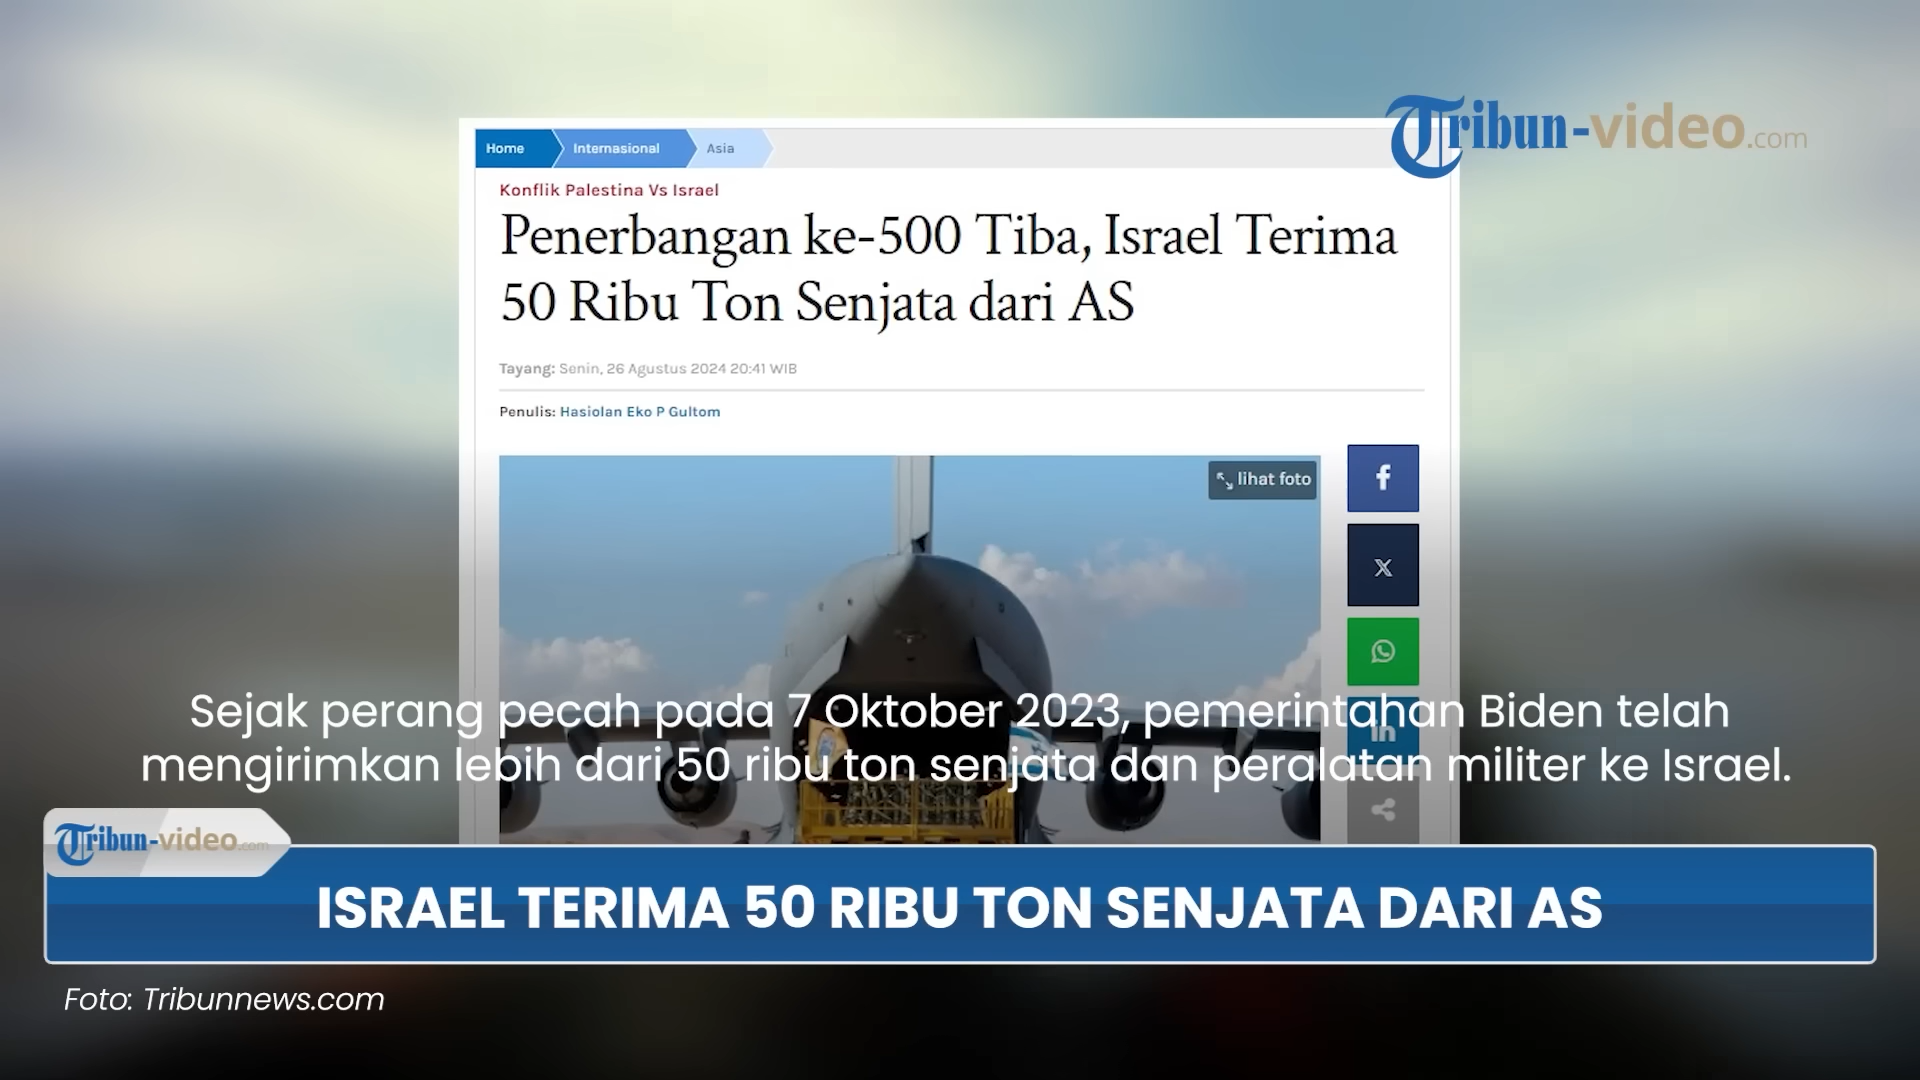 Tribun-video.com
Home Internasional Asia
Konflik Palestina Vs Israel
Penerbangan ke-500 Tiba, Israel Terima
50 Ribu Ton Senjata dari AS
Tayang: Senin, 26 Agustus 2024 20:41 WIB
Penulis: Hasiolan Eko P Gultom
lihat foto
Sejak perang pecah pada 7 Oktober 2023, pemerintahan Biden telah
mengirimkan lebih dari 50 ribu ton senjata dan peralatan militer ke Israel.
Tribun-video.com
ISRAEL TERIMA 50 RIBU TON SENJATA DARI AS
Foto: Tribunnews.com